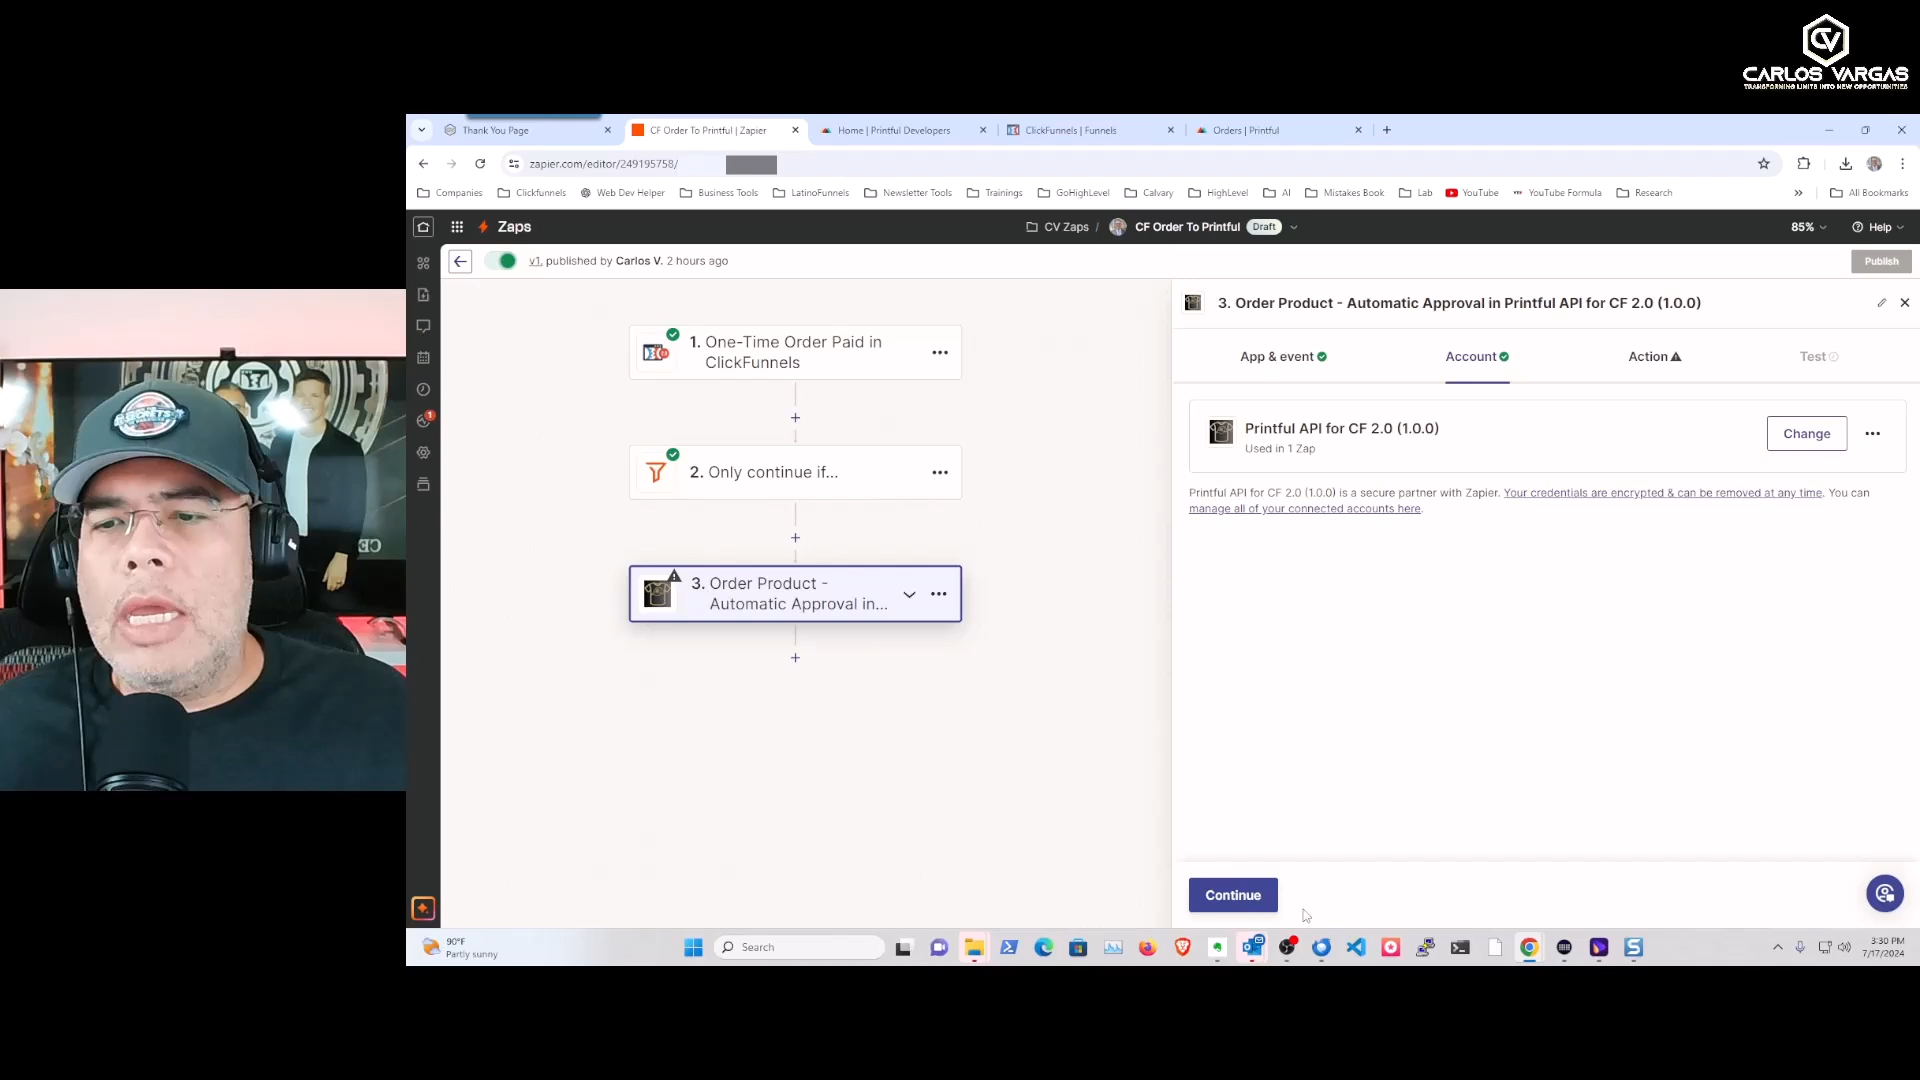 CV
CARLOS VARGAS
TRANSFORMING LIMITS INTO NEW OPPORTUNITIES
Thank You Page
CF Order To Printful | Zapier
Home | Printful Developers
ClickFunnels | Funnels
Orders | Printful
zapier.com/editor/249195758/
Companies
Clickfunnels
Web Dev Helper
Business Tools
LatinoFunnels
Newsletter Tools
Trainings
GoHighLevel
Calvary
HighLevel
AI
Mistakes Book
Lab
YouTube
YouTube Formula
Research
All Bookmarks
Zaps
CV Zaps / CF Order To Printful Draft
85%
Help
v1. published by Carlos V. 2 hours ago
Publish
1. One-Time Order Paid in
ClickFunnels
2. Only continue if...
3. Order Product -
Automatic Approval in...
3. Order Product - Automatic Approval in Printful API for CF 2.0 (1.0.0)
App & event
Account
Action
Test
Printful API for CF 2.0 (1.0.0)
Used in 1 Zap
Change
Printful API for CF 2.0 (1.0.0) is a secure partner with Zapier. Your credentials are encrypted & can be removed at any time. You can
manage all of your connected accounts here.
Continue
1
90°F
Partly sunny
Search
3:30 PM
7/17/2024